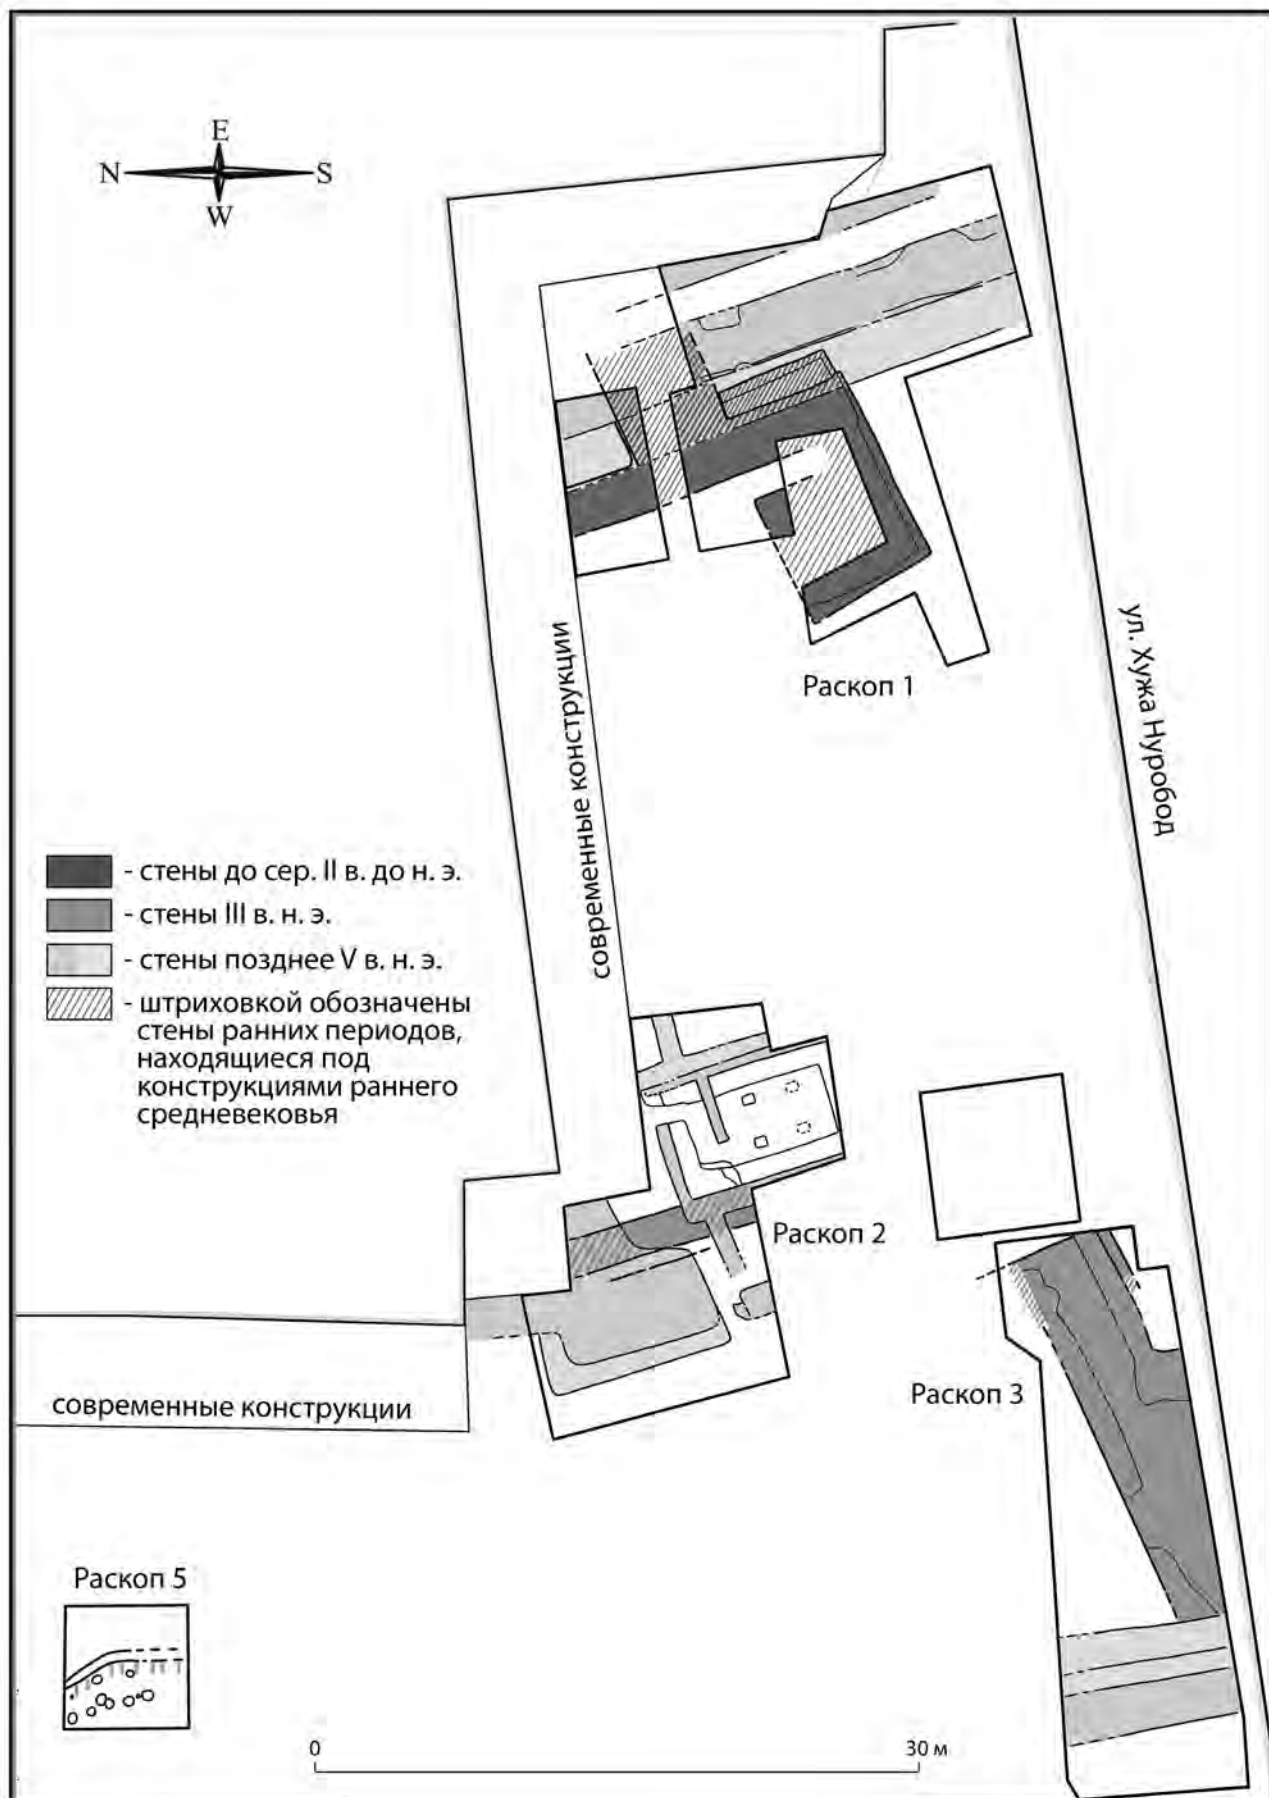 E
N S
W
Раскоп 1
ул. Хужа Нуробод
современные конструкции
- стены до сер. II в. до н. э.
- стены III в. н. э.
- стены позднее V в. н. э.
- штриховкой обозначены
стены ранних периодов,
находящиеся под
конструкциями раннего
средневековья
Раскоп 2
Раскоп 3
современные конструкции
Раскоп 5
0 30 м